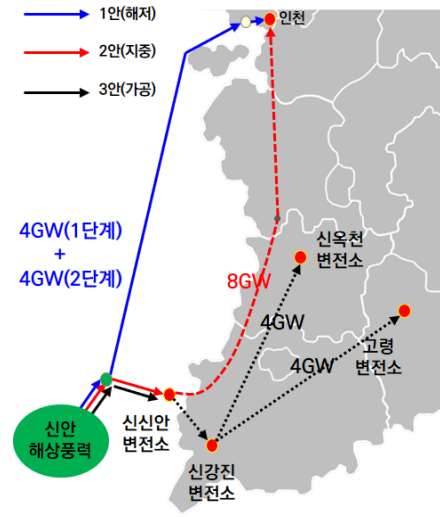 1안(해저)
2안(지중)
3안(가공)
인천
4GW(1단계)
+
4GW(2단계)
8GW
신옥천
변전소
4GW
4GW
고령
변전소
신신안
변전소
신안
해상풍력
신강진
변전소